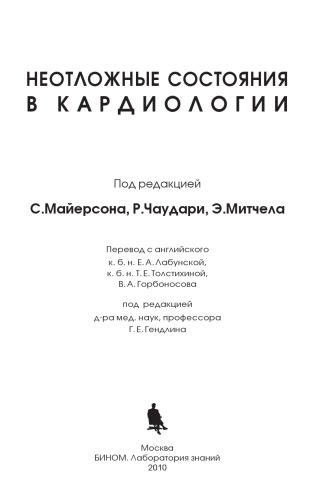 НЕОТЛОЖНЫЕ СОСТОЯНИЯ
В КАРДИОЛОГИИ
Под редакцией
С.Майерсона, Р.Чаудари, Э.Митчела
Перевод с английского
к. б. н. Е. А. Лабунской,
к. б. н. Т. Е. Толстихиной,
В. А. Горбоносова
под редакцией
д-ра мед. наук, профессора
Г. Е. Гендлина
Москва
БИНОМ. Лаборатория знаний
2010